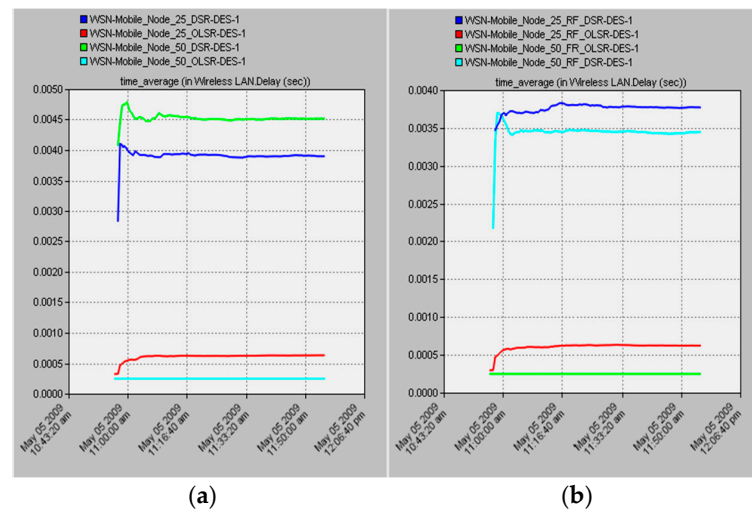 WSN-Mobile_Node_25_DSR-DES-1
WSN-Mobile_Node_25_OLSR-DES-1
WSN-Mobile_Node_50_DSR-DES-1
WSN-Mobile_Node_50_OLSR-DES-1
time_average (in Wireless LAN.Delay (sec))
0.0050
0.0045
0.0040
0.0035
0.0030
0.0025
0.0020
0.0015
0.0010
0.0005
0.0000
May 05 2009
10:43:20 am
May 05 2009
11:00:00 am
May 05 2009
11:16:40 am
May 05 2009
11:33:20 am
May 05 2009
11:50:00 am
May 05 2009
12:06:40 pm
(a)
WSN-Mobile_Node_25_RF_DSR-DES-1
WSN-Mobile_Node_25_RF_OLSR-DES-1
WSN-Mobile_Node_50_FR_OLSR-DES-1
WSN-Mobile_Node_50_RF_DSR-DES-1
time_average (in Wireless LAN.Delay (sec))
0.0040
0.0035
0.0030
0.0025
0.0020
0.0015
0.0010
0.0005
0.0000
May 05 2009
10:43:20 am
May 05 2009
11:00:00 am
May 05 2009
11:16:40 am
May 05 2009
11:33:20 am
May 05 2009
11:50:00 am
May 05 2009
12:06:40 pm
(b)